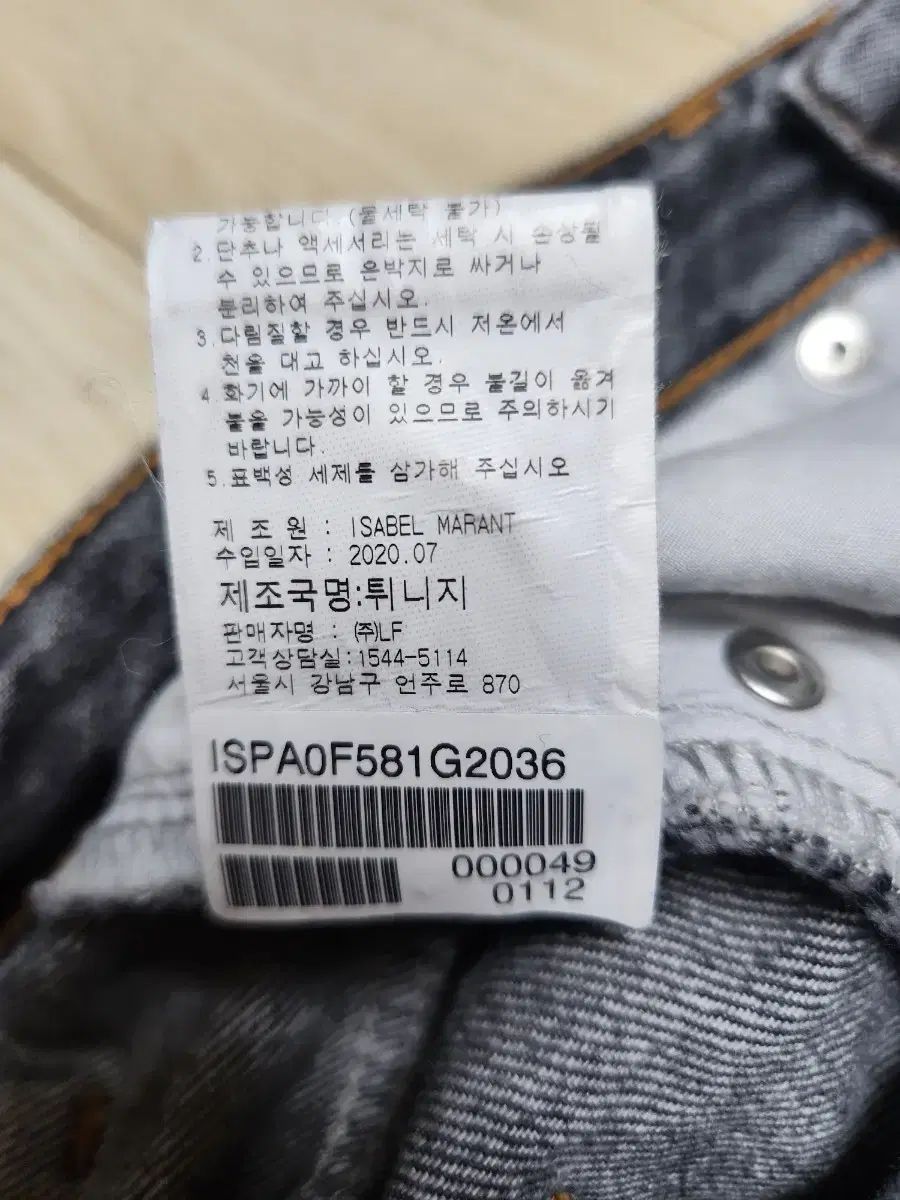 가능합니다.(물세탁 불가)
2.단추나 액세서리는 세탁 시 손상될
수 있으므로 은박지로 싸거나
분리하여 주십시오.
3.다림질할 경우 반드시 저온에서
천을 대고 하십시오.
4.화기에 가까이 할 경우 불길이 옮겨
붙을 가능성이 있으므로 주의하시기
바랍니다.
5.표백성 세제를 삼가해 주십시오
제 조 원 : ISABEL MARANT
수입일자 : 2020.07
제조국명:튀니지
판매자명 : ㈜LF
고객상담실:1544-5114
서울시 강남구 언주로 870
ISPA0F581G2036
000049
0112